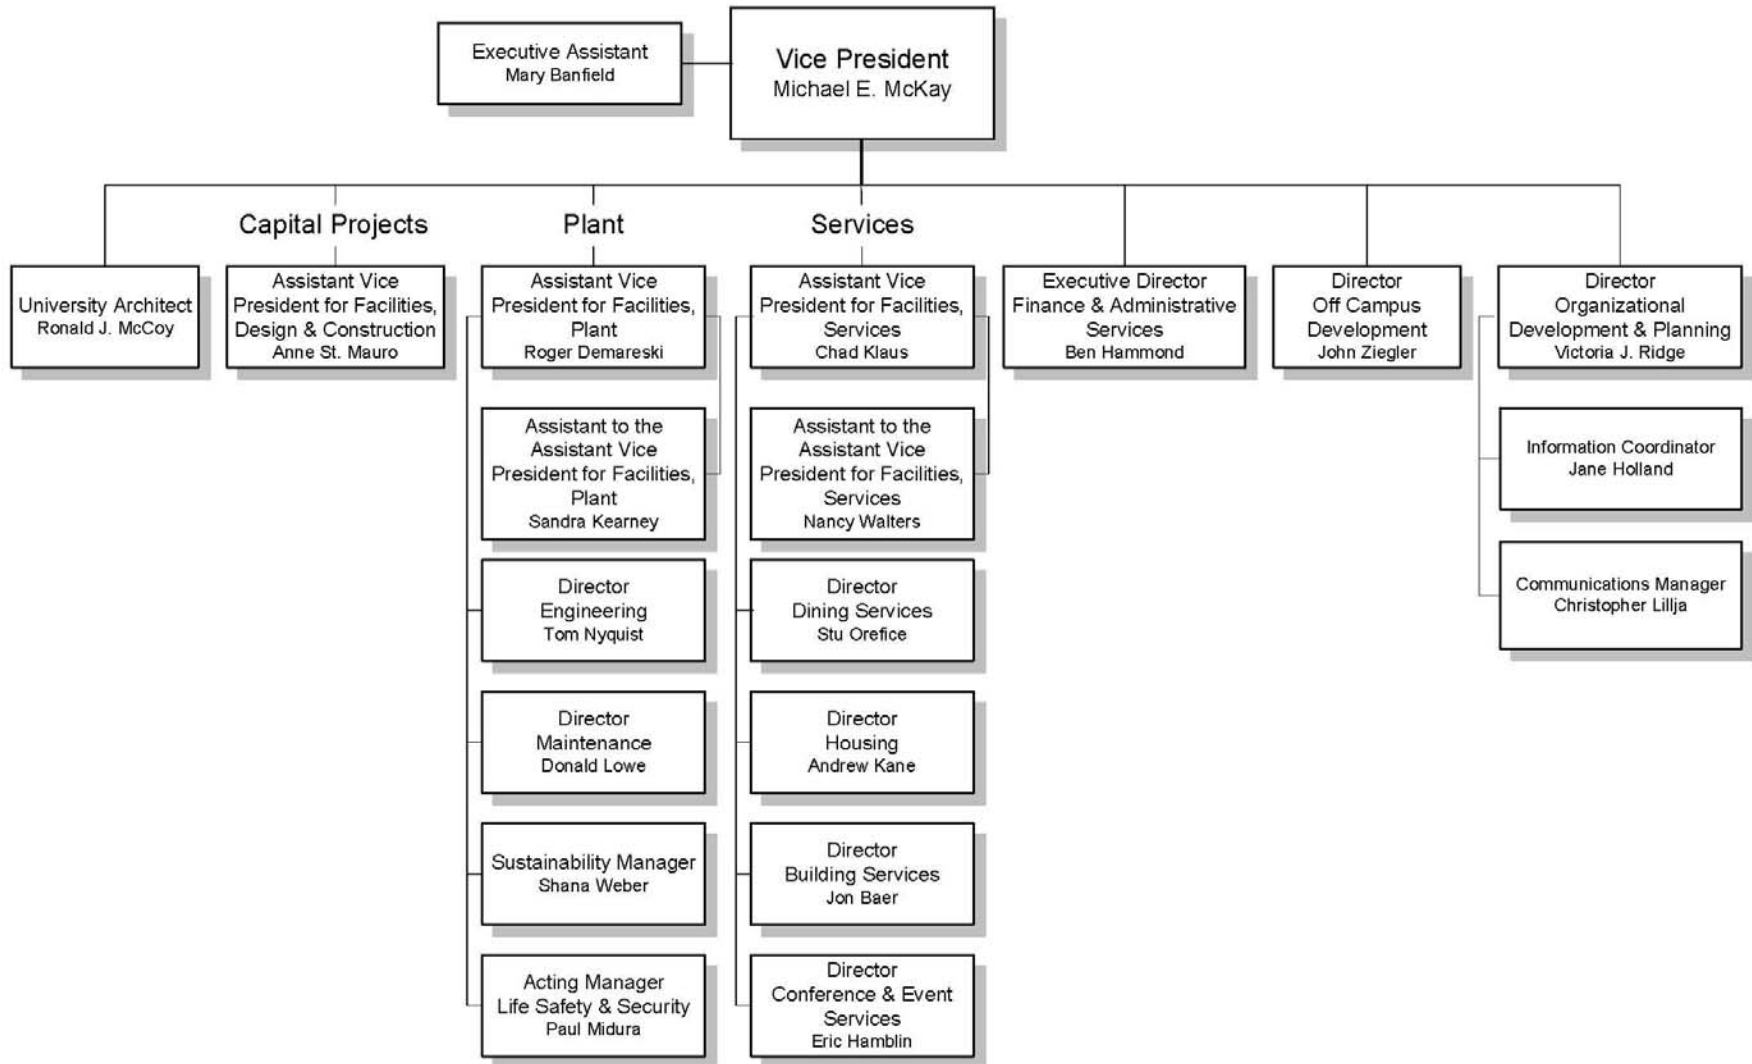 Executive Assistant
Mary Banfield
Vice President
Michael E. McKay
Capital Projects
Plant
Services
University Architect
Ronald J. McCoy
Assistant Vice
President for Facilities,
Design & Construction
Anne St. Mauro
Assistant Vice
President for Facilities,
Plant
Roger Demareski
Assistant Vice
President for Facilities,
Services
Chad Klaus
Executive Director
Finance & Administrative
Services
Ben Hammond
Director
Off Campus
Development
John Ziegler
Director
Organizational
Development & Planning
Victoria J. Ridge
Assistant to the
Assistant Vice
President for Facilities,
Plant
Sandra Kearney
Assistant to the
Assistant Vice
President for Facilities,
Services
Nancy Walters
Information Coordinator
Jane Holland
Director
Engineering
Tom Nyquist
Director
Dining Services
Stu Orefice
Communications Manager
Christopher Lillja
Director
Maintenance
Donald Lowe
Director
Housing
Andrew Kane
Sustainability Manager
Shana Weber
Director
Building Services
Jon Baer
Acting Manager
Life Safety & Security
Paul Midura
Director
Conference & Event
Services
Eric Hamblin